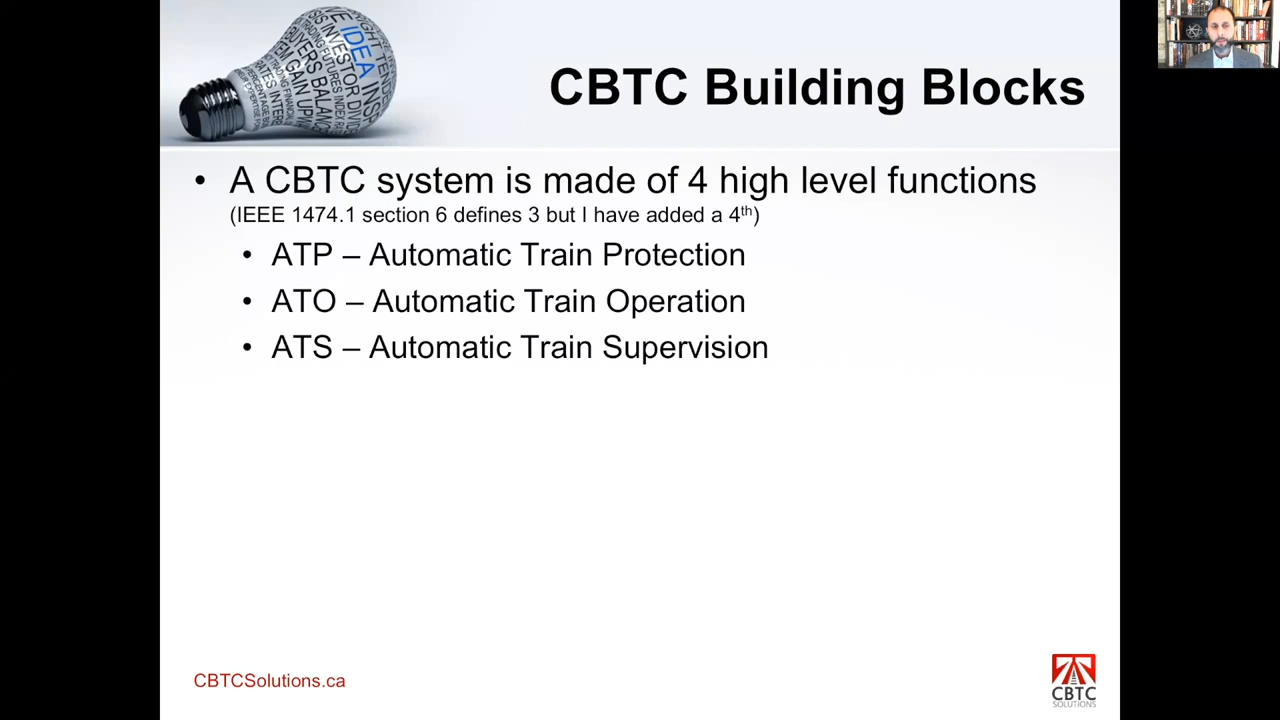 CBTC Building Blocks
• A CBTC system is made of 4 high level functions
(IEEE 1474.1 section 6 defines 3 but I have added a 4th)
• ATP – Automatic Train Protection
• ATO – Automatic Train Operation
• ATS – Automatic Train Supervision
IDEA
CBTCSolutions.ca
CBTC
SOLUTIONS